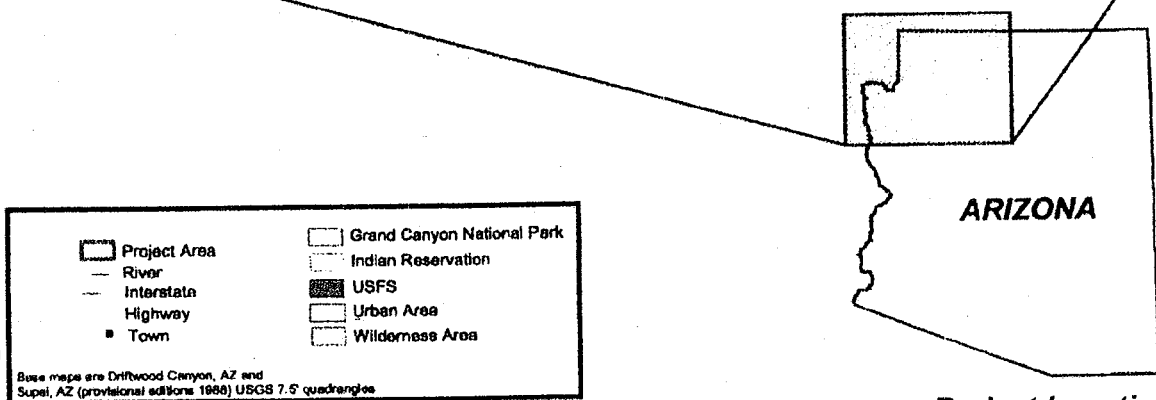 ARIZONA
Project Area
River
Interstate
Highway
Town
Grand Canyon National Park
Indian Reservation
USFS
Urban Area
Wilderness Area
Base maps are Driftwood Canyon, AZ and
Supai, AZ (provisional editions 1988) USGS 7.5' quadrangles